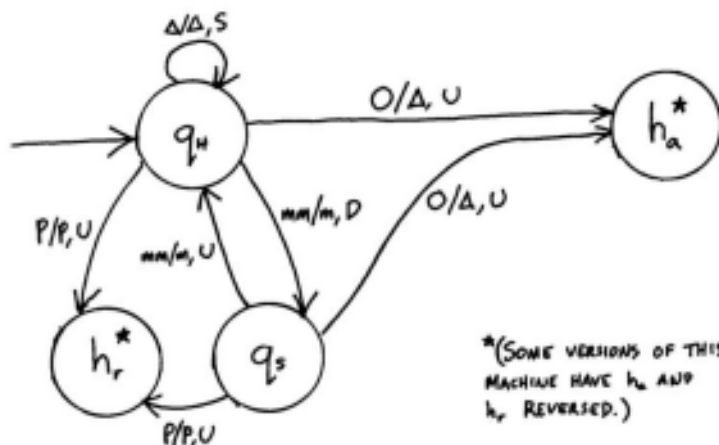 Δ/Δ, S
O/Δ, U
q_H
h_a*
P/P, U
mm/m, U
mm/m, D
O/Δ, U
h_r*
q_S
P/P, U
*(SOME VERSIONS OF THIS
MACHINE HAVE h_a AND
h_r REVERSED.)